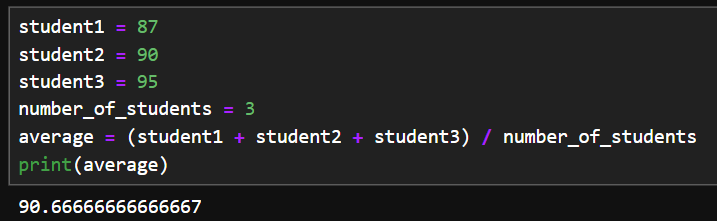 student1 = 87
student2 = 90
student3 = 95
number_of_students = 3
average = (student1 + student2 + student3) / number_of_students
print(average)
90.66666666666667